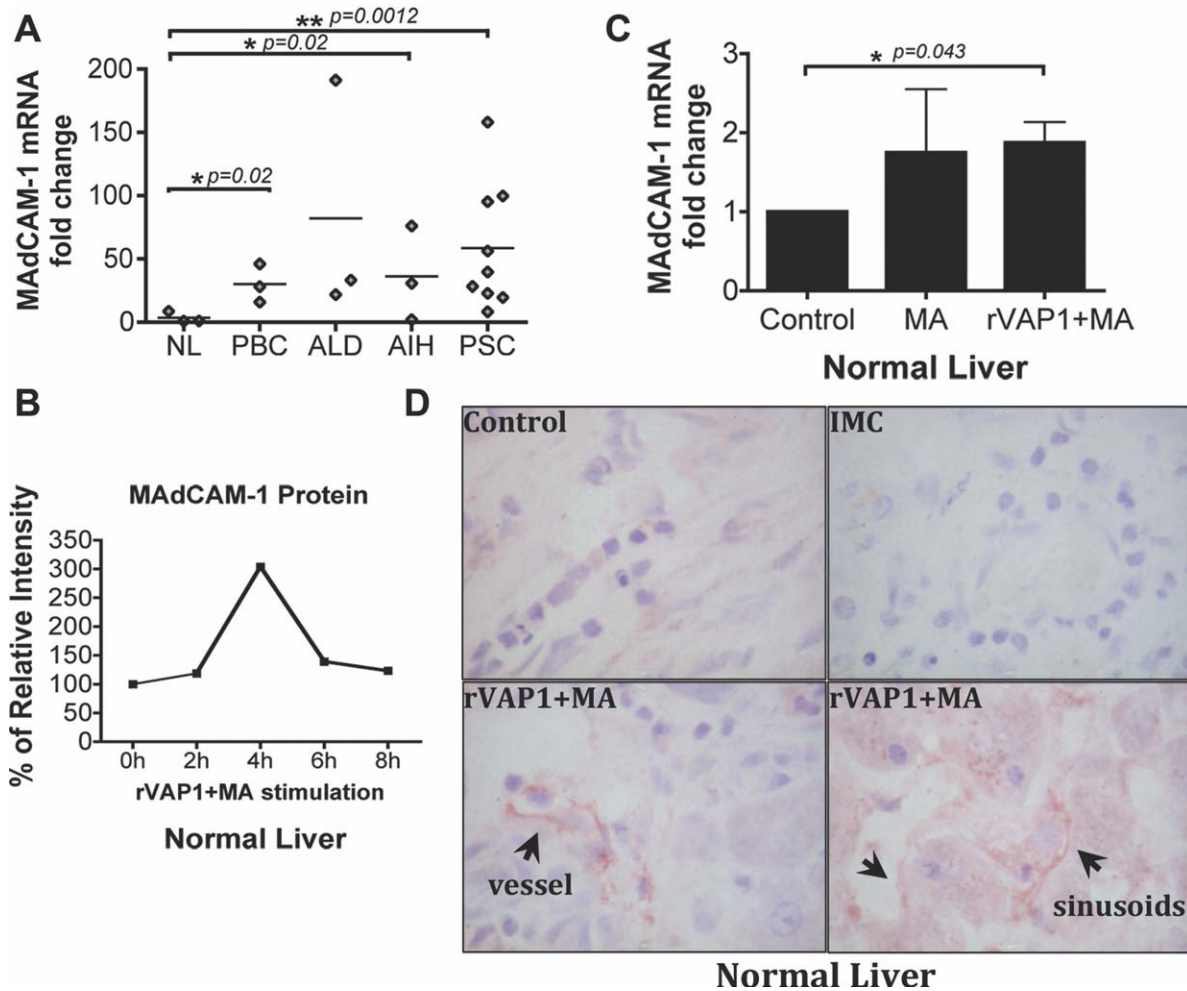 A
** p=0.0012
* p=0.02
* p=0.02
MAdCAM-1 mRNA
fold change
200
150
100
50
0
NL PBC ALD AIH PSC
C
* p=0.043
MAdCAM-1 mRNA
fold change
3
2
1
0
Control MA rVAP1+MA
Normal Liver
B
MAdCAM-1 Protein
% of Relative Intensity
350
300
250
200
150
100
50
0
0h 2h 4h 6h 8h
rVAP1+MA stimulation
Normal Liver
D
Control
IMC
rVAP1+MA
vessel
rVAP1+MA
sinusoids
Normal Liver